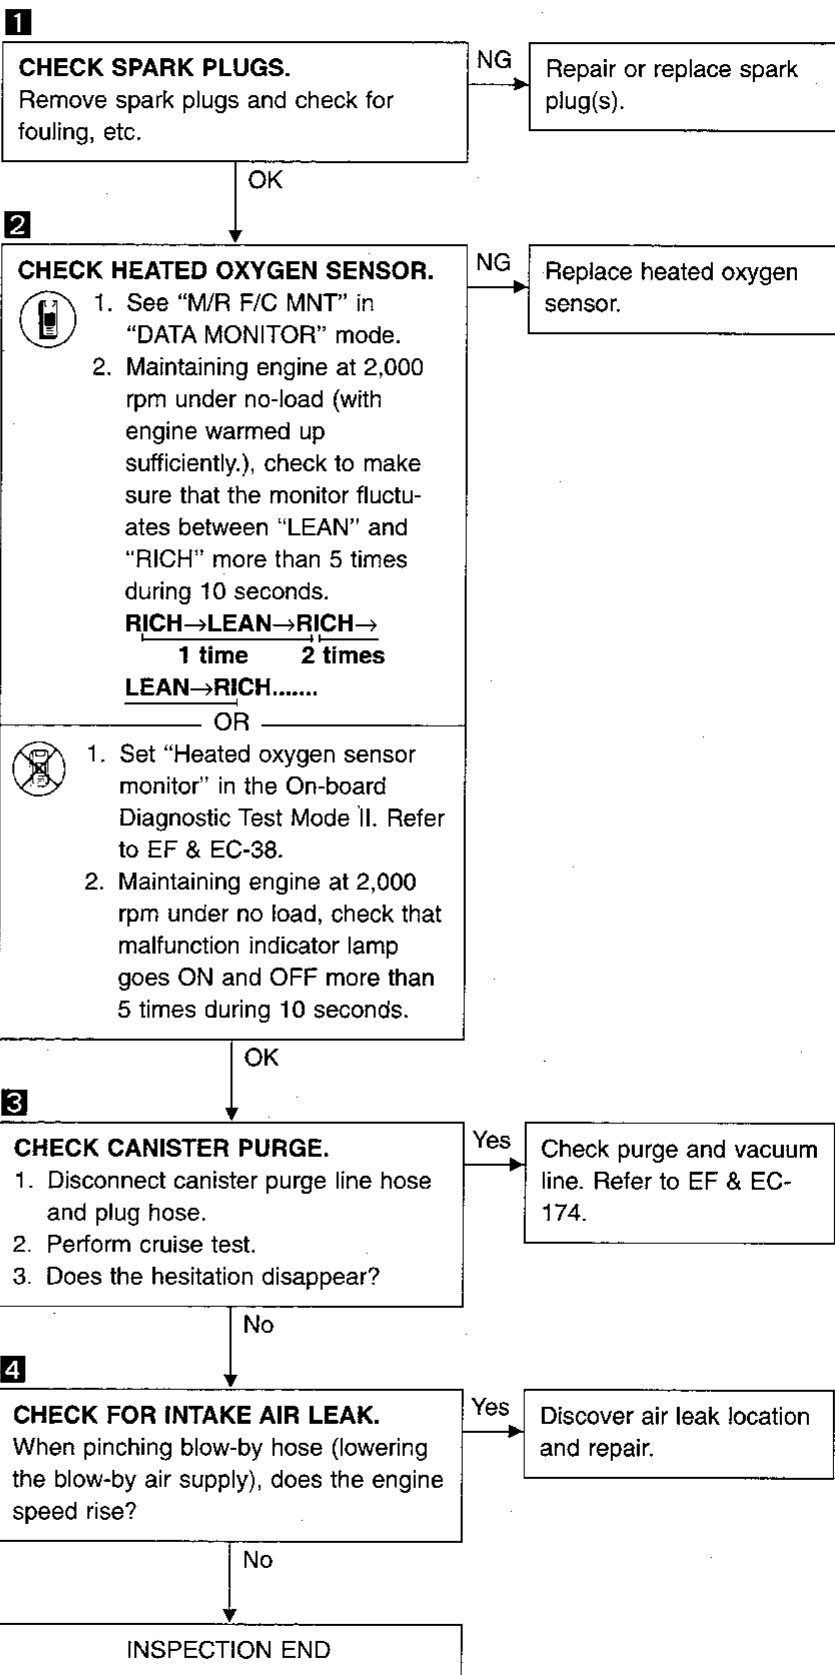 1
CHECK SPARK PLUGS.
Remove spark plugs and check for
fouling, etc.
NG
Repair or replace spark
plug(s).
OK
2
CHECK HEATED OXYGEN SENSOR.
1. See “M/R F/C MNT” in
“DATA MONITOR” mode.
2. Maintaining engine at 2,000
rpm under no-load (with
engine warmed up
sufficiently.), check to make
sure that the monitor fluctu-
ates between “LEAN” and
“RICH” more than 5 times
during 10 seconds.
RICH→LEAN→RICH→
1 time 2 times
LEAN→RICH.......
OR
1. Set “Heated oxygen sensor
monitor” in the On-board
Diagnostic Test Mode II. Refer
to EF & EC-38.
2. Maintaining engine at 2,000
rpm under no load, check that
malfunction indicator lamp
goes ON and OFF more than
5 times during 10 seconds.
NG
Replace heated oxygen
sensor.
OK
3
CHECK CANISTER PURGE.
1. Disconnect canister purge line hose
and plug hose.
2. Perform cruise test.
3. Does the hesitation disappear?
Yes
Check purge and vacuum
line. Refer to EF & EC-
174.
No
4
CHECK FOR INTAKE AIR LEAK.
When pinching blow-by hose (lowering
the blow-by air supply), does the engine
speed rise?
Yes
Discover air leak location
and repair.
No
INSPECTION END